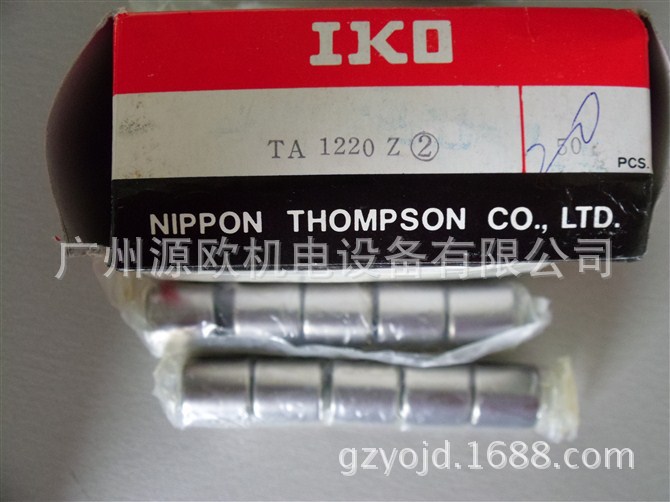 IKO
TA 1220 Z ②
50
200
PCS.
NIPPON THOMPSON CO., LTD.
广州源欧机电设备有限公司
gzyojd.1688.com